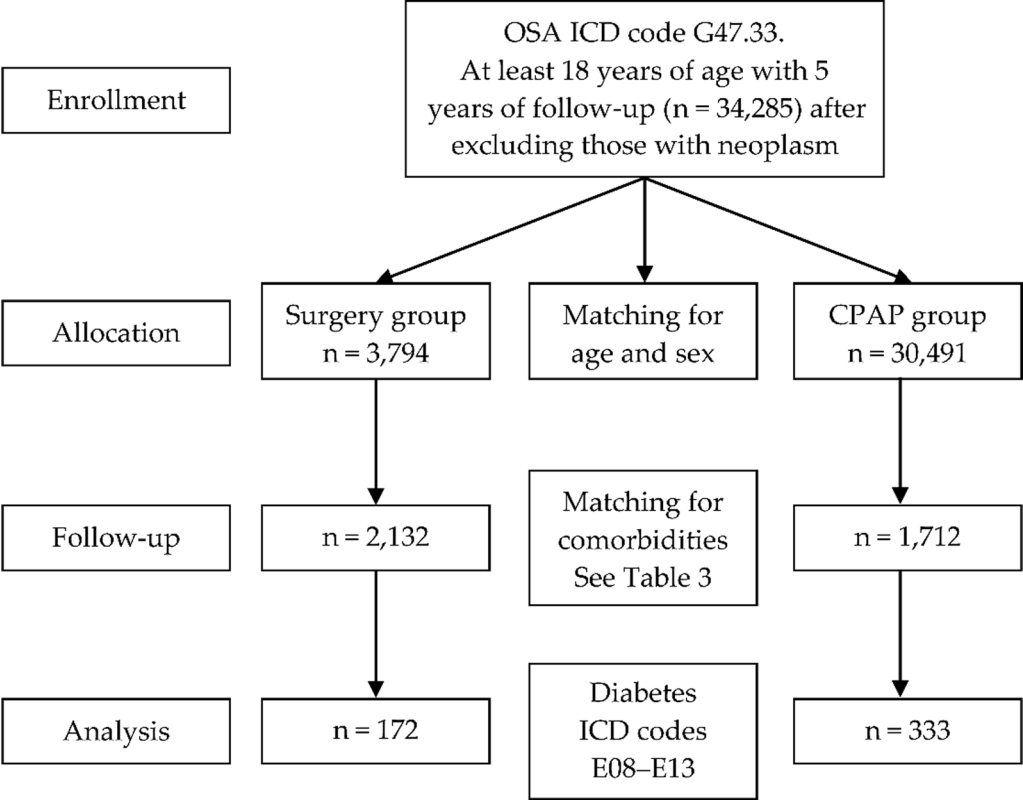 Enrollment
OSA ICD code G47.33.
At least 18 years of age with 5
years of follow-up (n = 34,285) after
excluding those with neoplasm
Allocation
Surgery group
n = 3,794
Matching for
age and sex
CPAP group
n = 30,491
Follow-up
n = 2,132
Matching for
comorbidities
See Table 3
n = 1,712
Analysis
n = 172
Diabetes
ICD codes
E08–E13
n = 333